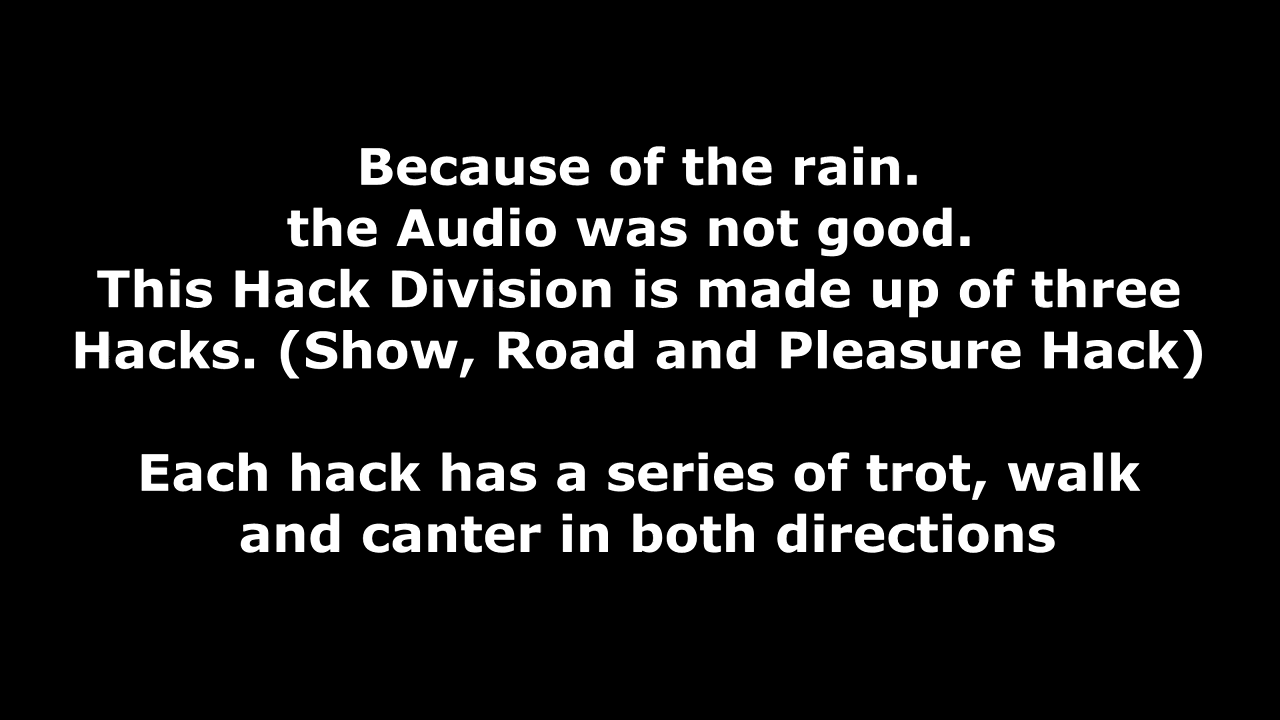 Because of the rain.
the Audio was not good.
This Hack Division is made up of three
Hacks. (Show, Road and Pleasure Hack)
Each hack has a series of trot, walk
and canter in both directions